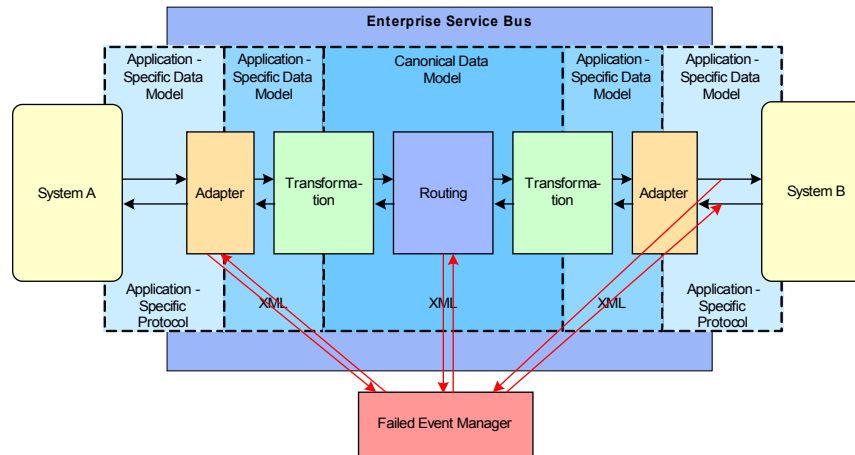 Enterprise Service Bus
Application -
Specific Data
Model
Application -
Specific Data
Model
Canonical Data
Model
Application -
Specific Data
Model
Application -
Specific Data
Model
System A
Adapter
Transforma-
tion
Routing
Transforma-
tion
Adapter
System B
Application -
Specific
Protocol
XML
XML
XML
Application -
Specific
Protocol
Failed Event Manager